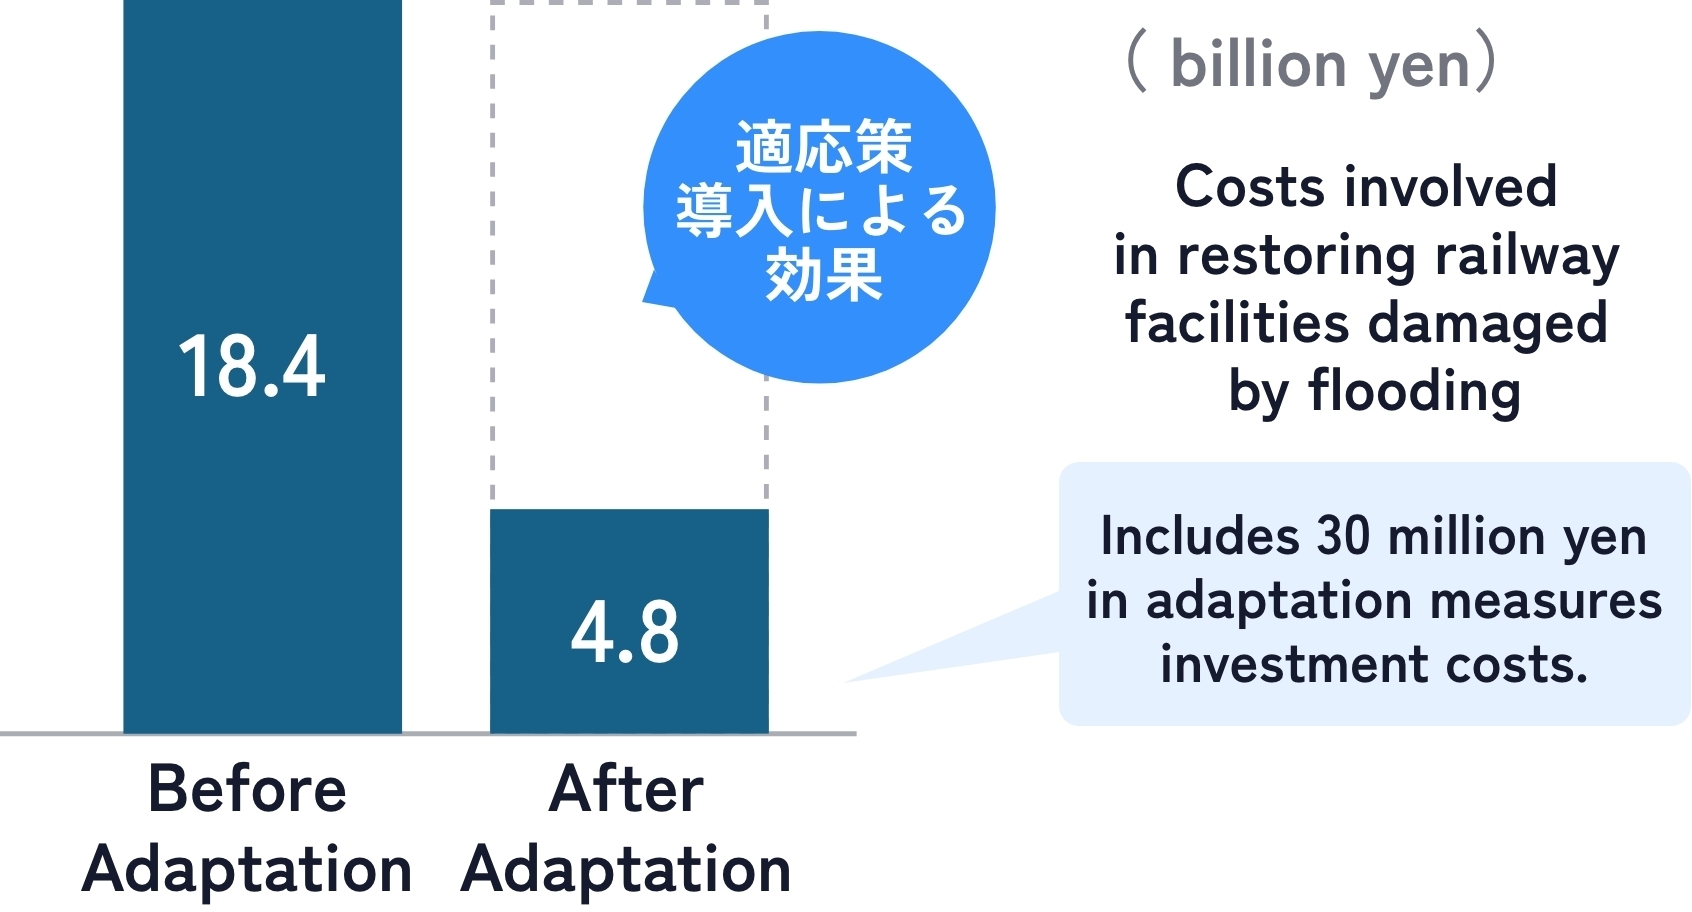 ( billion yen)
適応策
導入による
効果
Costs involved
in restoring railway
facilities damaged
by flooding
18.4
Includes 30 million yen
in adaptation measures
investment costs.
4.8
Before
Adaptation
After
Adaptation